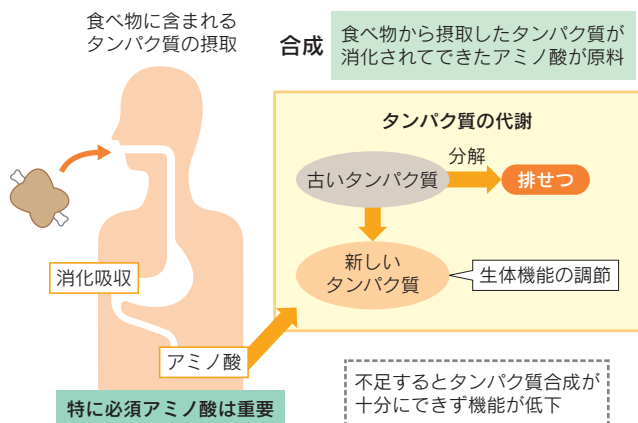 食べ物に含まれる
タンパク質の摂取
合成
食べ物から摂取したタンパク質が
消化されてできたアミノ酸が原料
タンパク質の代謝
古いタンパク質
分解
排せつ
新しい
タンパク質
生体機能の調節
消化吸収
アミノ酸
特に必須アミノ酸は重要
不足するとタンパク質合成が
十分にできず機能が低下